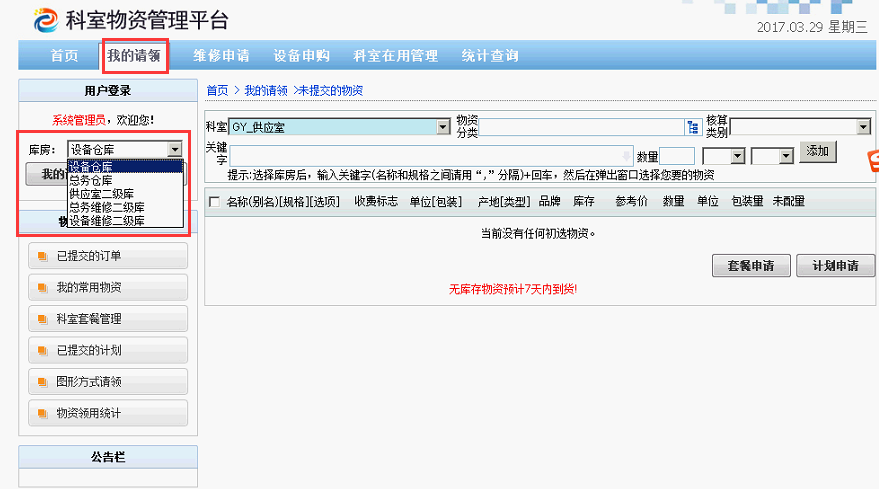 科室物资管理平台
2017.03.29 星期三
首页 我的请领 维修申请 设备申购 科室在用管理 统计查询
用户登录
系统管理员，欢迎您!
库房： 设备仓库
设备仓库
总务仓库
供应室二级库
总务维修二级库
设备维修二级库
我的
已提交的订单
我的常用物资
科室套餐管理
已提交的计划
图形方式请领
物资领用统计
公告栏
首页 > 我的请领 >未提交的物资
科室 GY_供应室 物资分类 核算类别
关键字 数量 添加
提示:选择库房后，输入关键字(名称和规格之间请用“,”分隔)+回车，然后在弹出窗口选择您要的物资
名称(别名)[规格][选项] 收费标志 单位[包装] 产地[类型] 品牌 库存 参考价 数量 单位 包装量 未配量
当前没有任何初选物资。
套餐申请 计划申请
无库存物资预计7天内到货!